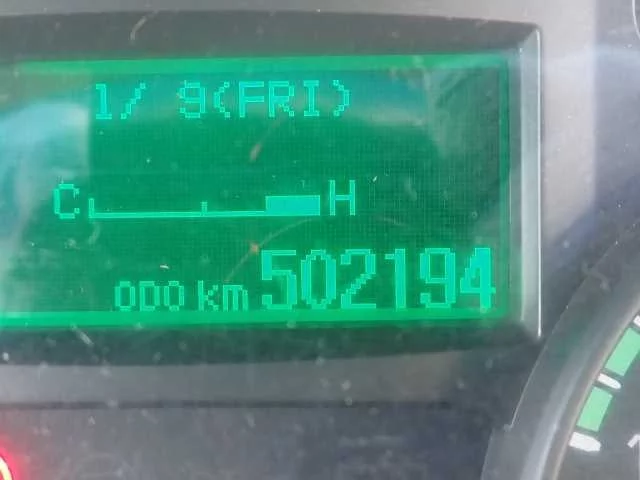 1/ 9(FRI)
C H
ODO km 502194